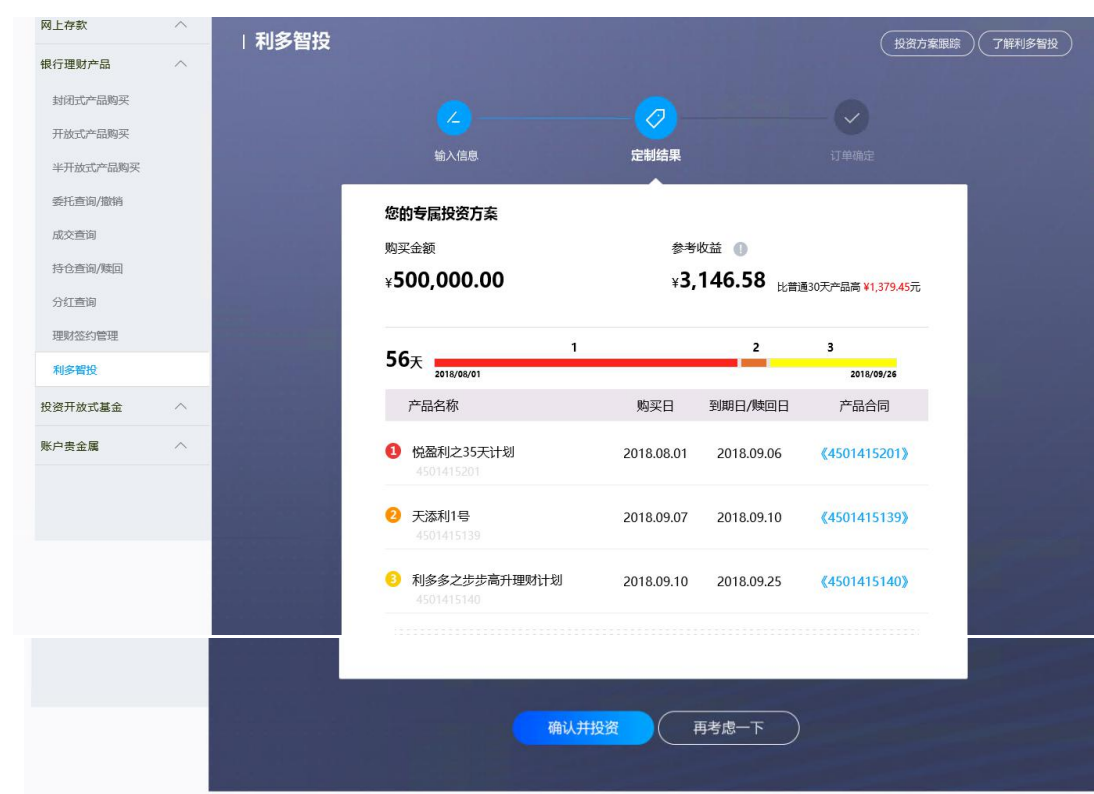 网上存款
银行理财产品
封闭式产品购买
开放式产品购买
半开放式产品购买
委托查询/撤销
成交查询
持仓查询/赎回
分红查询
理财签约管理
利多智投
投资开放式基金
账户贵金属
利多智投
投资方案跟踪
了解利多智投
输入信息
定制结果
订单确定
您的专属投资方案
购买金额
参考收益
¥500,000.00
¥3,146.58 比普通30天产品高 ¥1,379.45元
1 2 3
56天
2018/08/01 2018/09/26
产品名称 购买日 到期日/赎回日 产品合同
1 悦盈利之35天计划 2018.08.01 2018.09.06 《4501415201》
4501415201
2 天添利1号 2018.09.07 2018.09.10 《4501415139》
4501415139
3 利多多之步步高升理财计划 2018.09.10 2018.09.25 《4501415140》
4501415140
确认并投资
再考虑一下